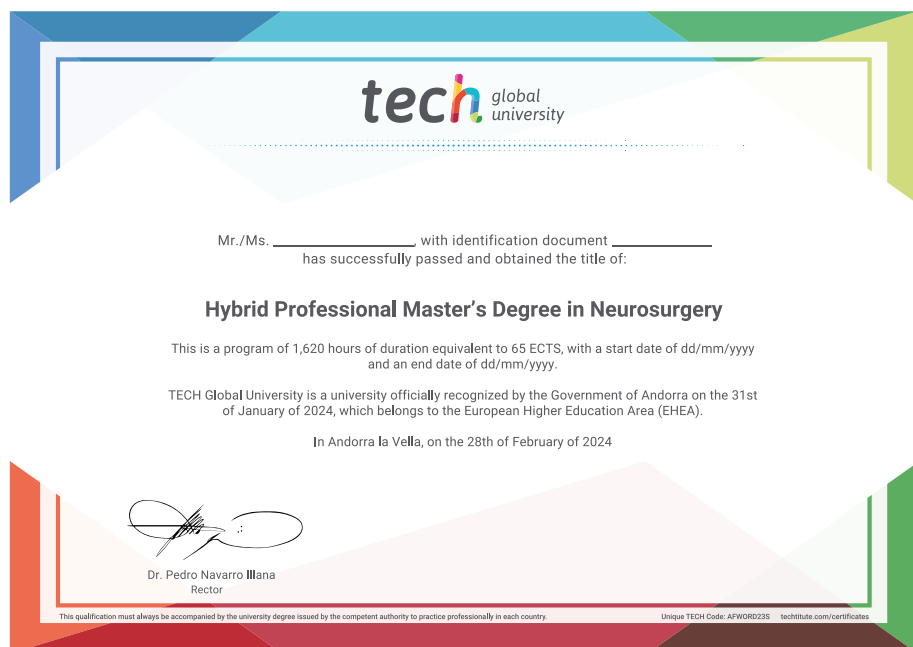 tech global
university
Mr./Ms. ____________________, with identification document ______________
has successfully passed and obtained the title of:
Hybrid Professional Master’s Degree in Neurosurgery
This is a program of 1,620 hours of duration equivalent to 65 ECTS, with a start date of dd/mm/yyyy
and an end date of dd/mm/yyyy.
TECH Global University is a university officially recognized by the Government of Andorra on the 31st
of January of 2024, which belongs to the European Higher Education Area (EHEA).
In Andorra la Vella, on the 28th of February of 2024
Dr. Pedro Navarro Illana
Rector
This qualification must always be accompanied by the university degree issued by the competent authority to practice professionally in each country.
Unique TECH Code: AFWORD23S techtitute.com/certificates